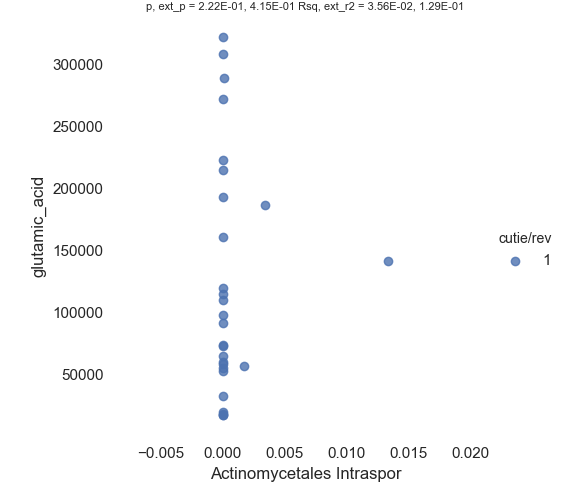 p, ext_p = 2.22E-01, 4.15E-01 Rsq, ext_r2 = 3.56E-02, 1.29E-01
300000
250000
200000
150000
100000
50000
glutamic_acid
cutie/rev
1
−0.005 0.000 0.005 0.010 0.015 0.020
Actinomycetales Intraspor